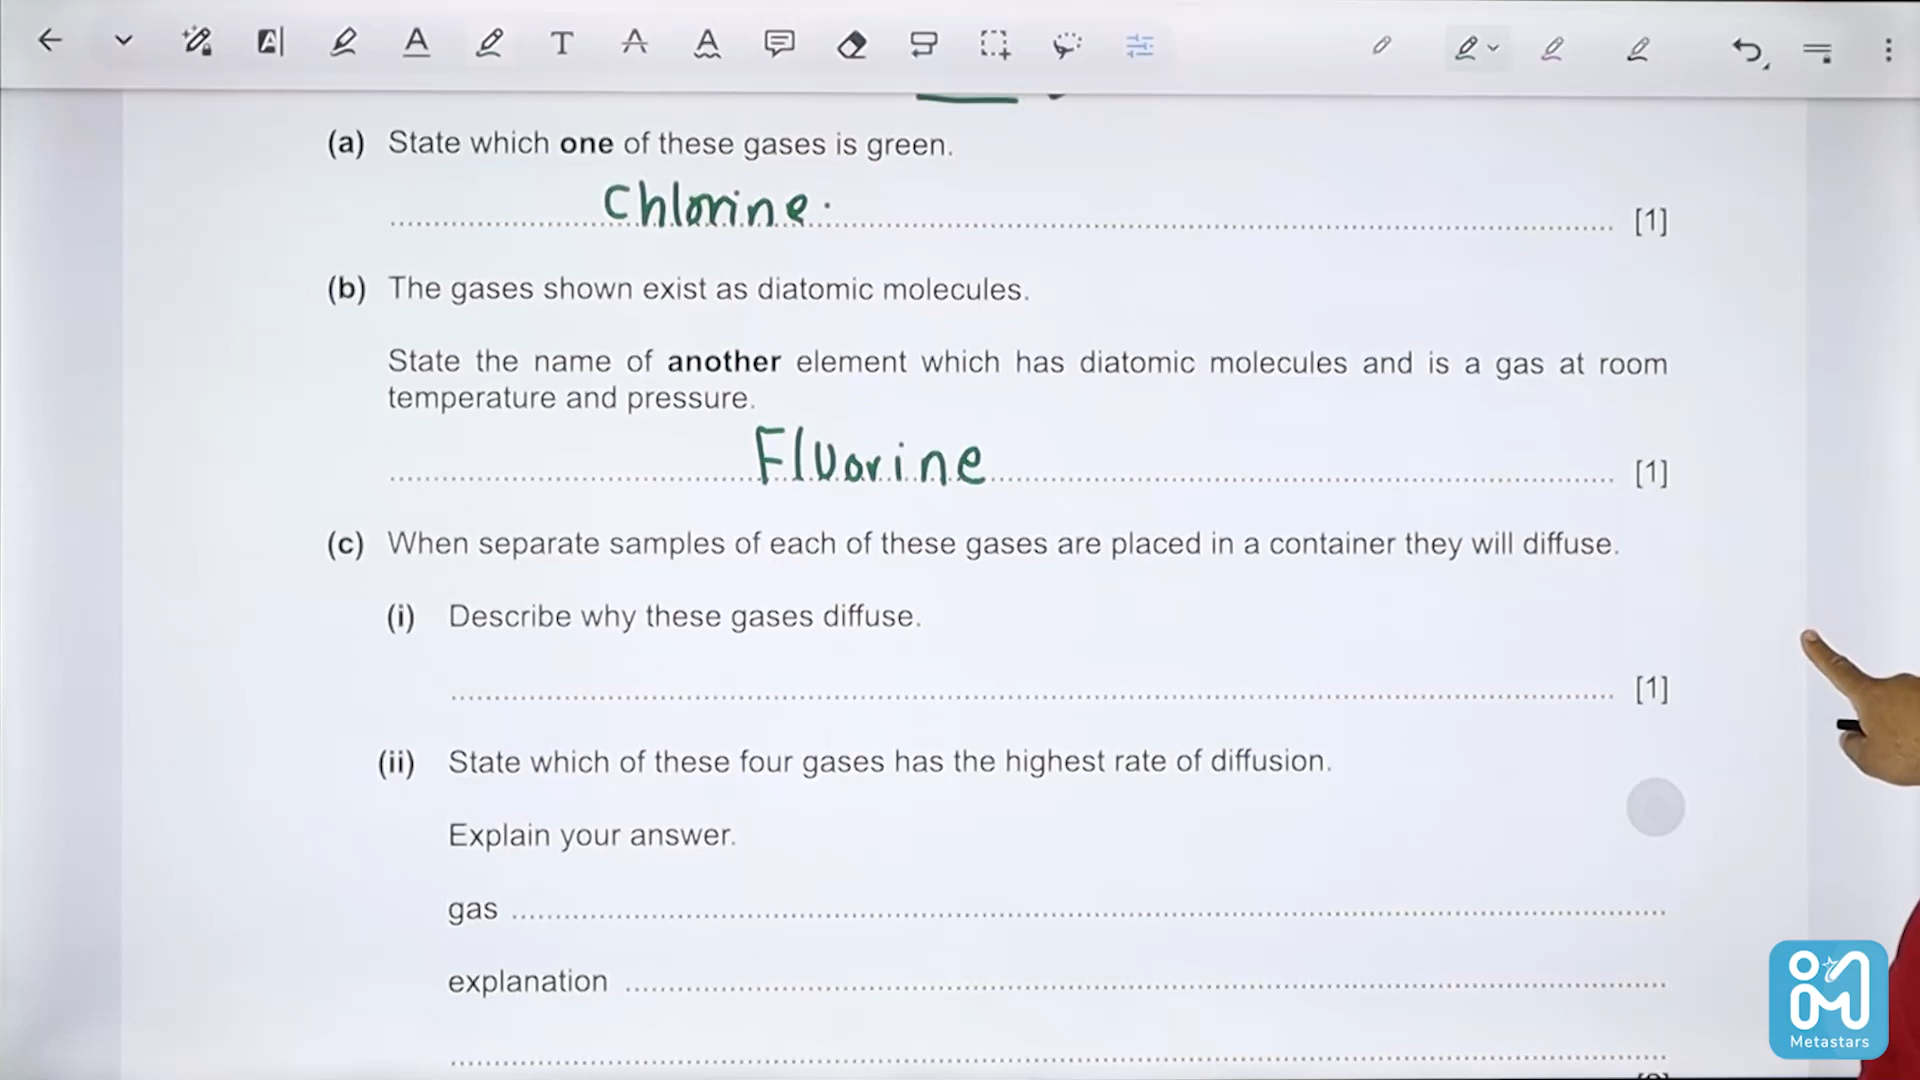 (a) State which one of these gases is green.
Chlorine. [1]
(b) The gases shown exist as diatomic molecules.
State the name of another element which has diatomic molecules and is a gas at room
temperature and pressure.
Fluorine [1]
(c) When separate samples of each of these gases are placed in a container they will diffuse.
(i) Describe why these gases diffuse.
[1]
(ii) State which of these four gases has the highest rate of diffusion.
Explain your answer.
gas
explanation
Metastars